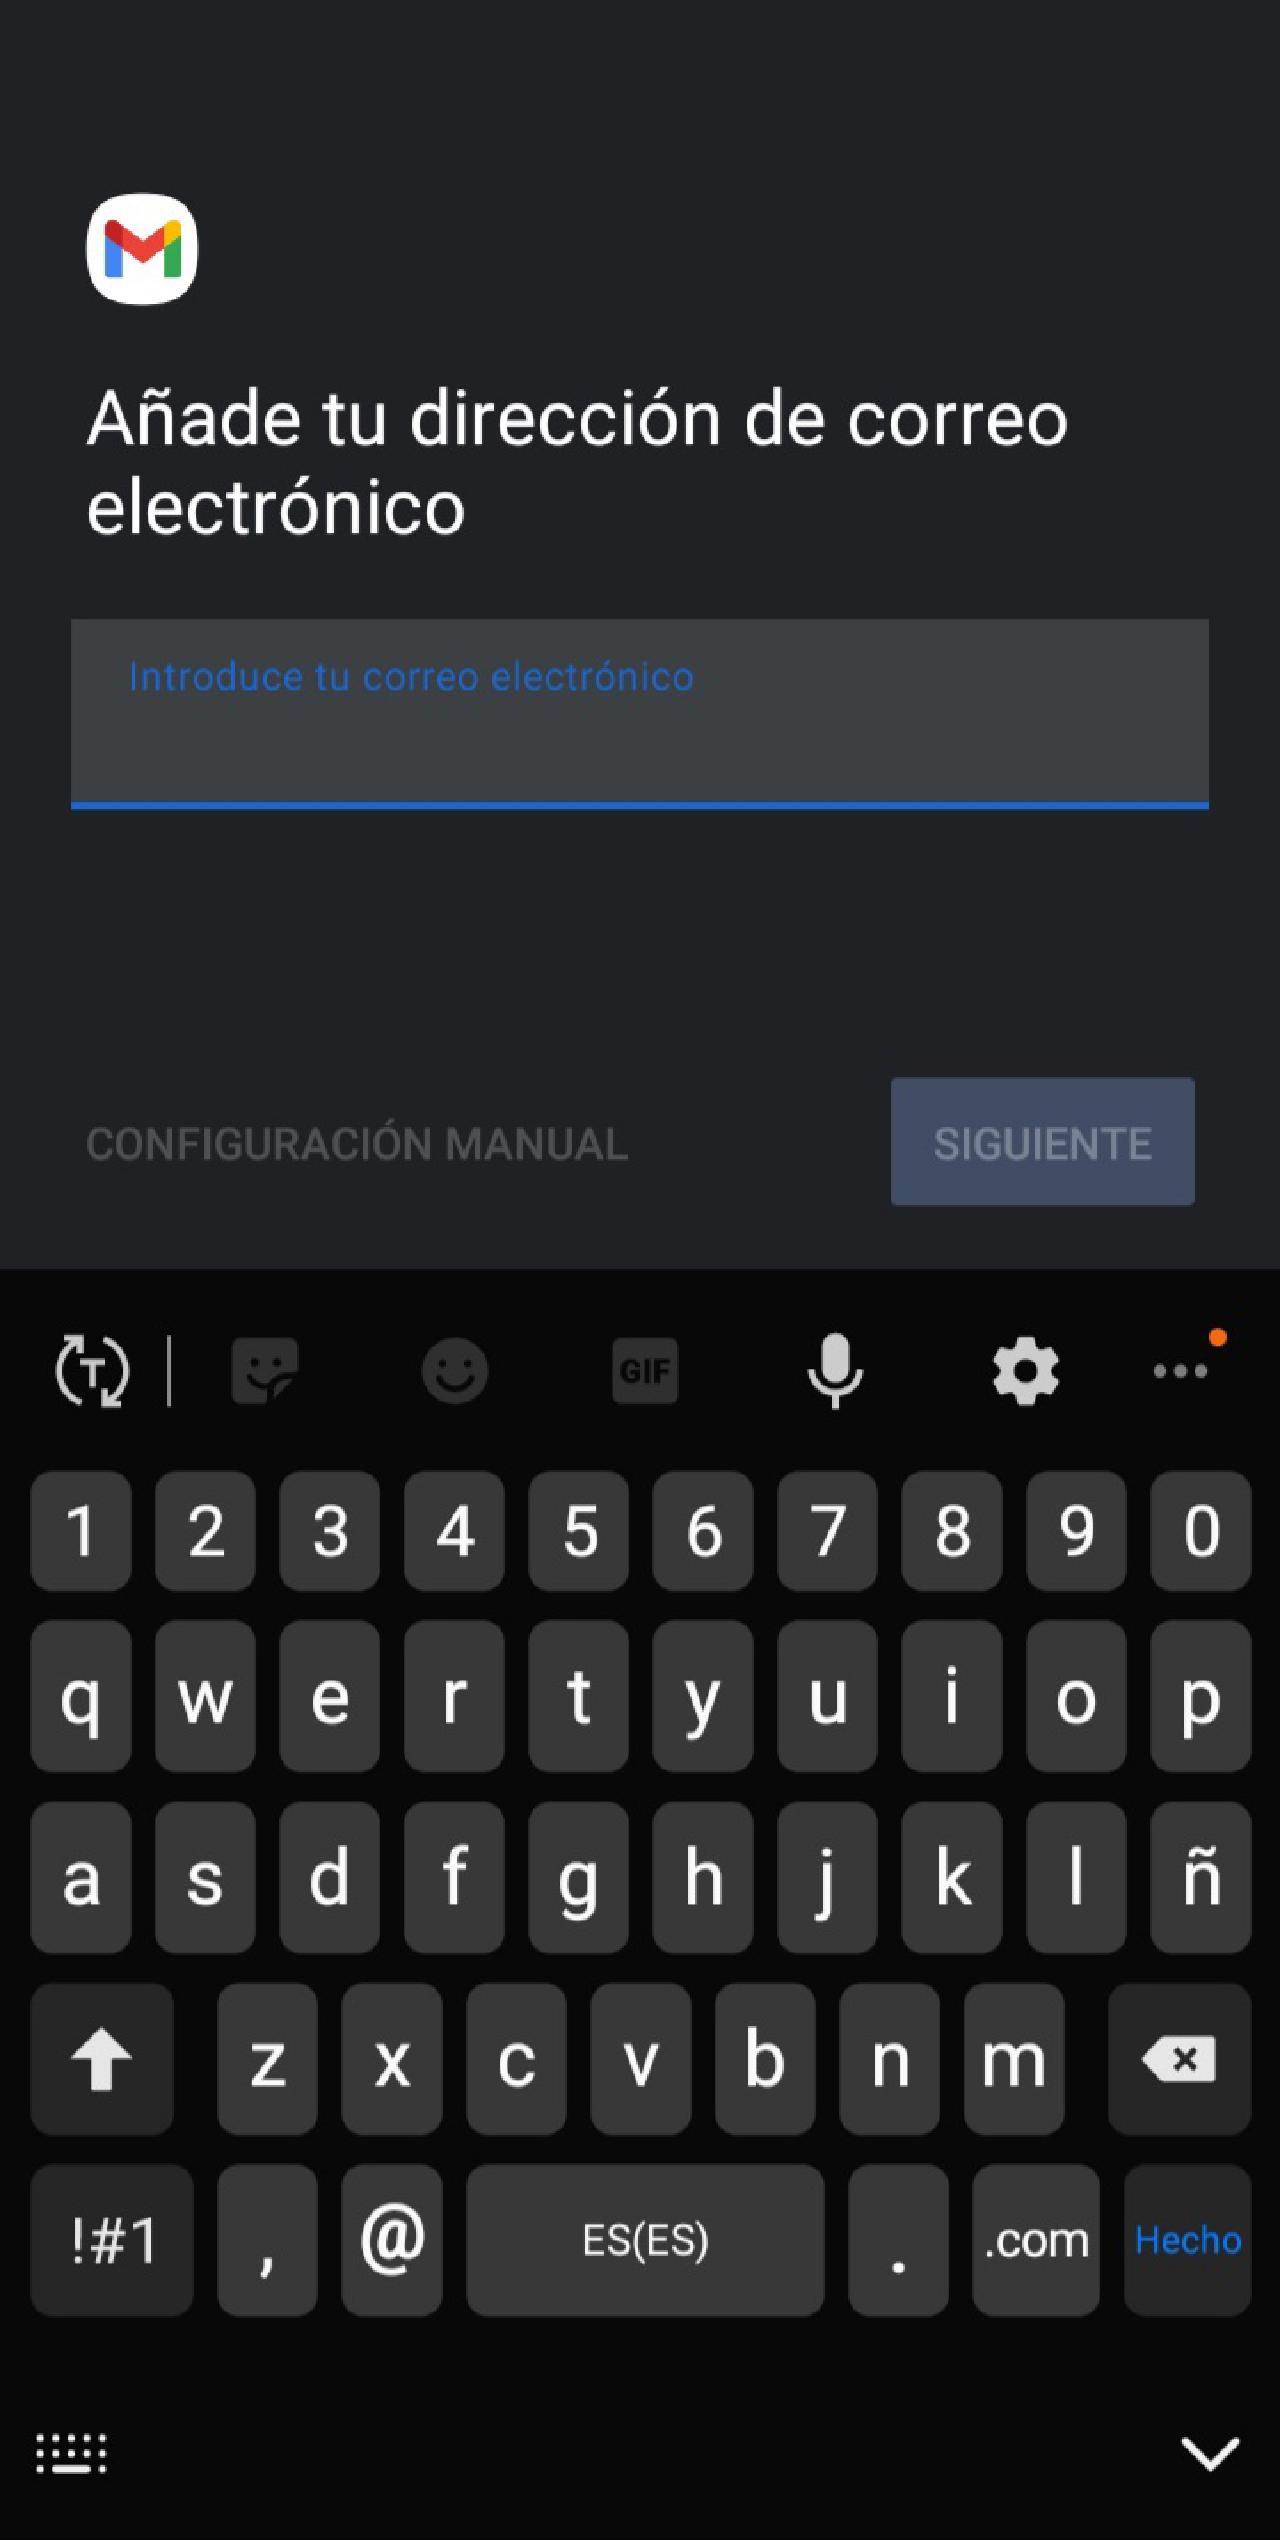 Añade tu dirección de correo
electrónico
Introduce tu correo electrónico
CONFIGURACIÓN MANUAL
SIGUIENTE
T
GIF
1 2 3 4 5 6 7 8 9 0
q w e r t y u i o p
a s d f g h j k l ñ
z x c v b n m
!#1 , @ ES(ES) . .com Hecho